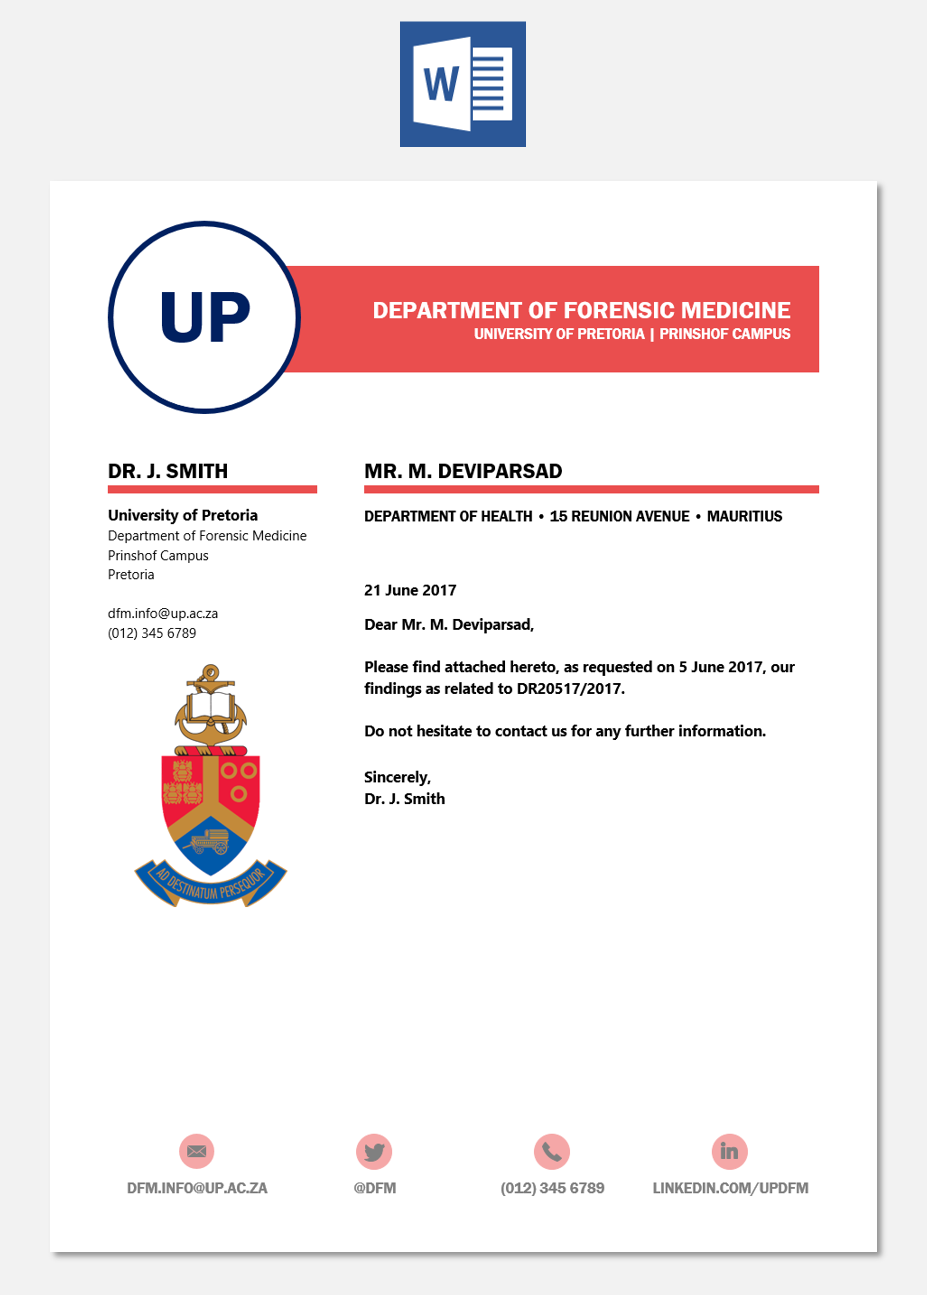 W
UP
DEPARTMENT OF FORENSIC MEDICINE
UNIVERSITY OF PRETORIA | PRINSHOF CAMPUS
DR. J. SMITH
University of Pretoria
Department of Forensic Medicine
Prinshof Campus
Pretoria
dfm.info@up.ac.za
(012) 345 6789
AD DESTINATUM PERSEQUOR
MR. M. DEVIPARSAD
DEPARTMENT OF HEALTH • 15 REUNION AVENUE • MAURITIUS
21 June 2017
Dear Mr. M. Deviparsad,
Please find attached hereto, as requested on 5 June 2017, our
findings as related to DR20517/2017.
Do not hesitate to contact us for any further information.
Sincerely,
Dr. J. Smith
DFM.INFO@UP.AC.ZA
@DFM
(012) 345 6789
in
LINKEDIN.COM/UPDFM